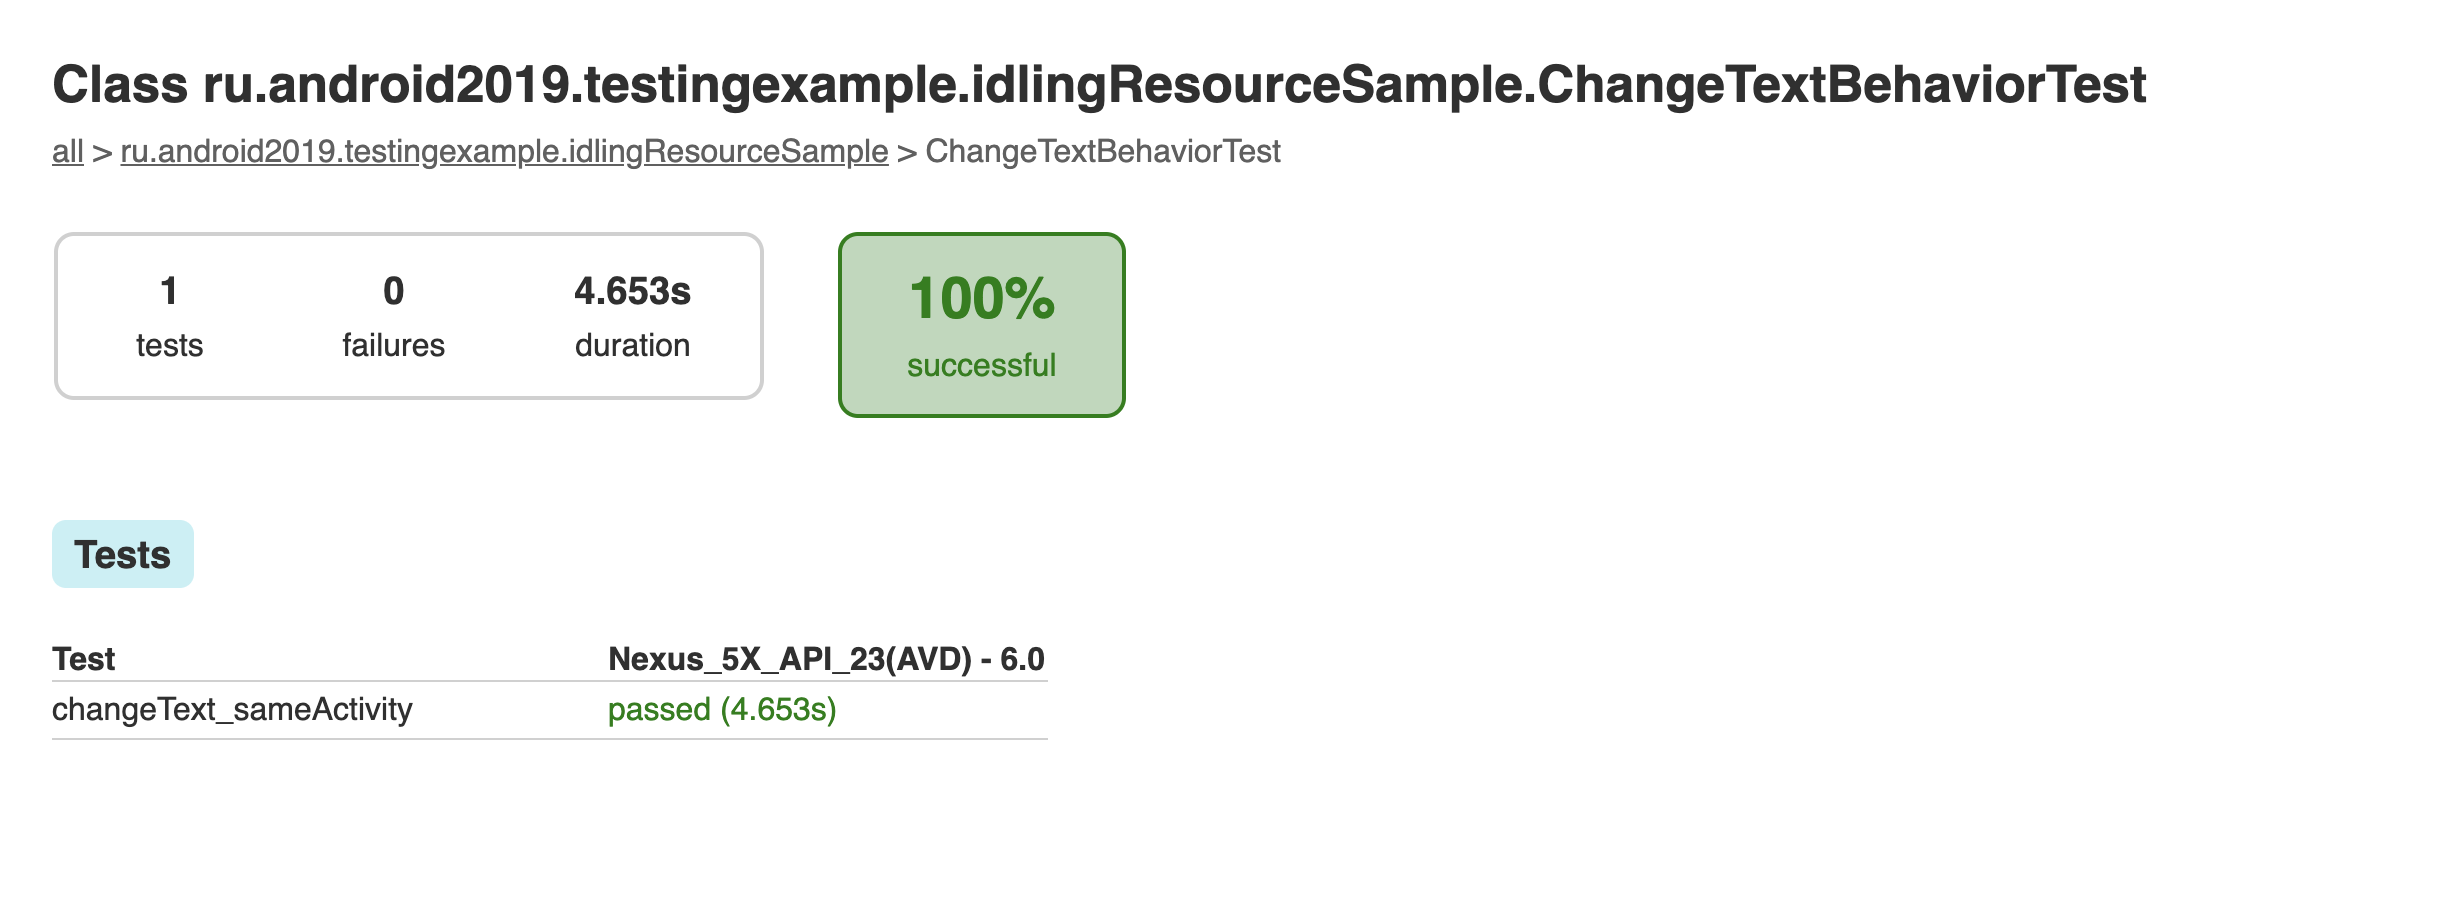 Class ru.android2019.testingexample.idlingResourceSample.ChangeTextBehaviorTest
all > ru.android2019.testingexample.idlingResourceSample > ChangeTextBehaviorTest
1 0 4.653s
tests failures duration
100%
successful
Tests
Test Nexus_5X_API_23(AVD) - 6.0
changeText_sameActivity passed (4.653s)